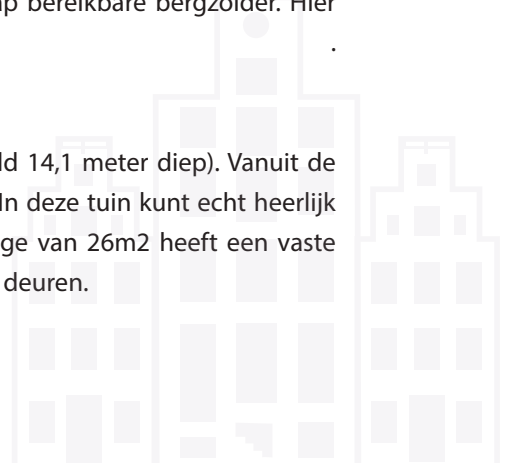 bereikbare bergzolder. Hier
.
14,1 meter diep). Vanuit de
In deze tuin kunt echt heerlijk
van 26m2 heeft een vaste
deuren.